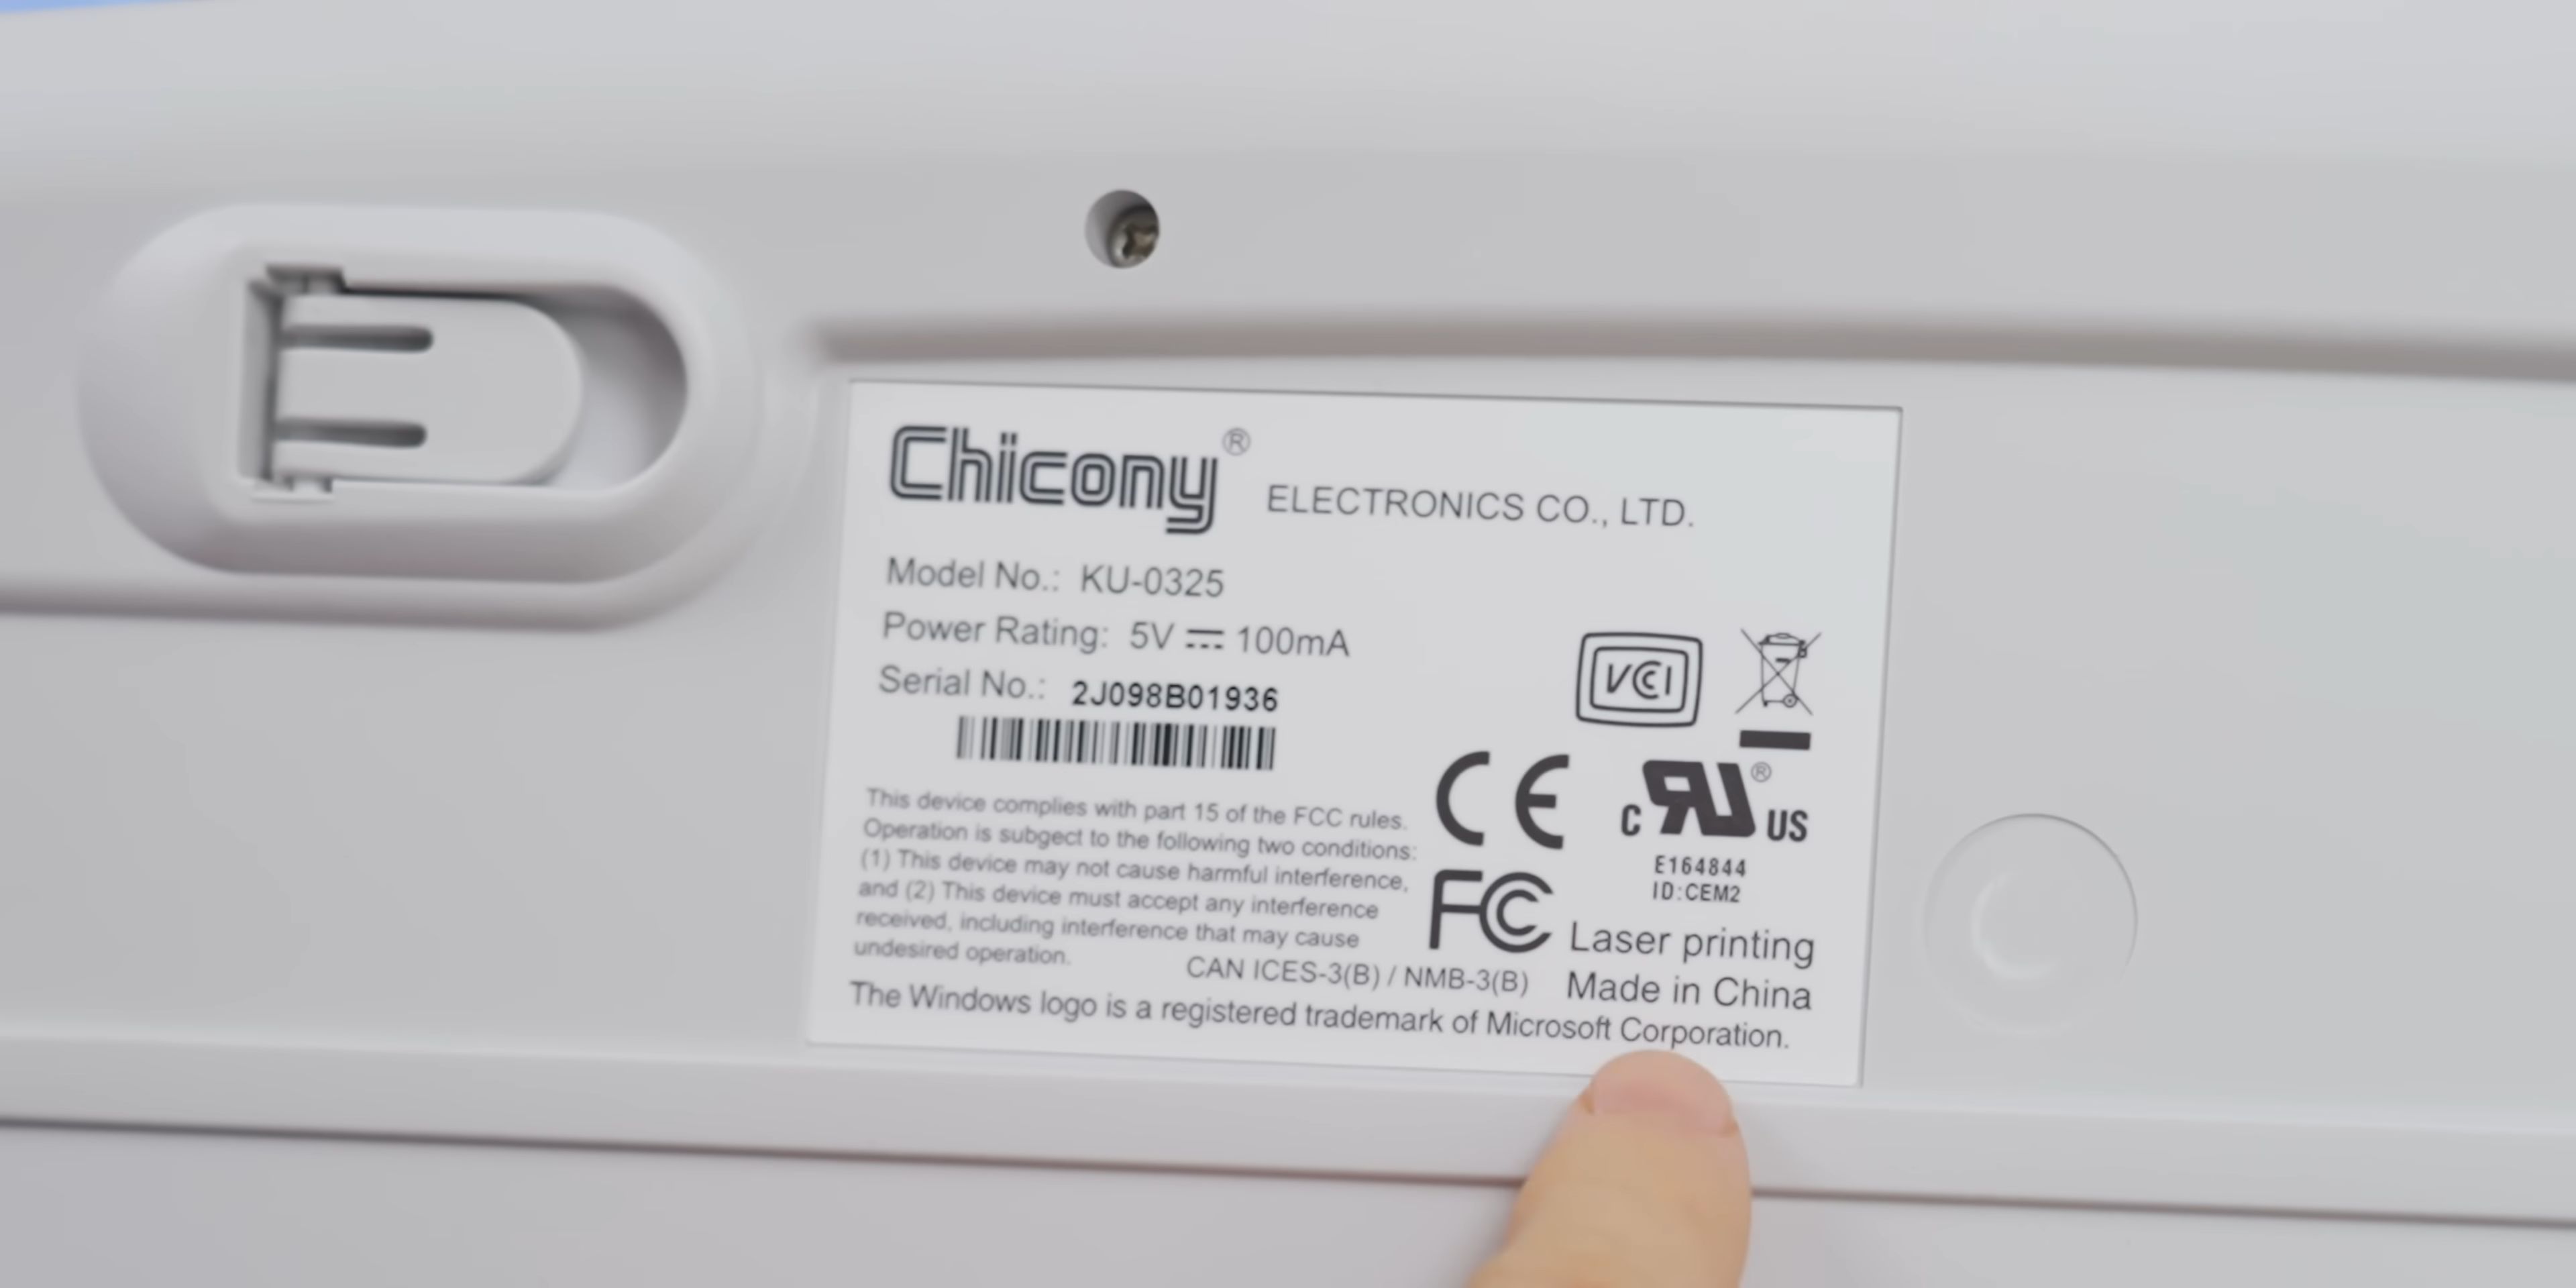 Chicony® ELECTRONICS CO., LTD.
Model No.: KU-0325
Power Rating: 5V ⎓ 100mA
Serial No.: 2J098B01936
VCCI
CE
C RU® US
E164844
ID:CEM2
This device complies with part 15 of the FCC rules.
Operation is subgect to the following two conditions:
(1) This device may not cause harmful interference,
and (2) This device must accept any interference
received, including interference that may cause
undesired operation.
FC
CAN ICES-3(B) / NMB-3(B)
Laser printing
Made in China
The Windows logo is a registered trademark of Microsoft Corporation.